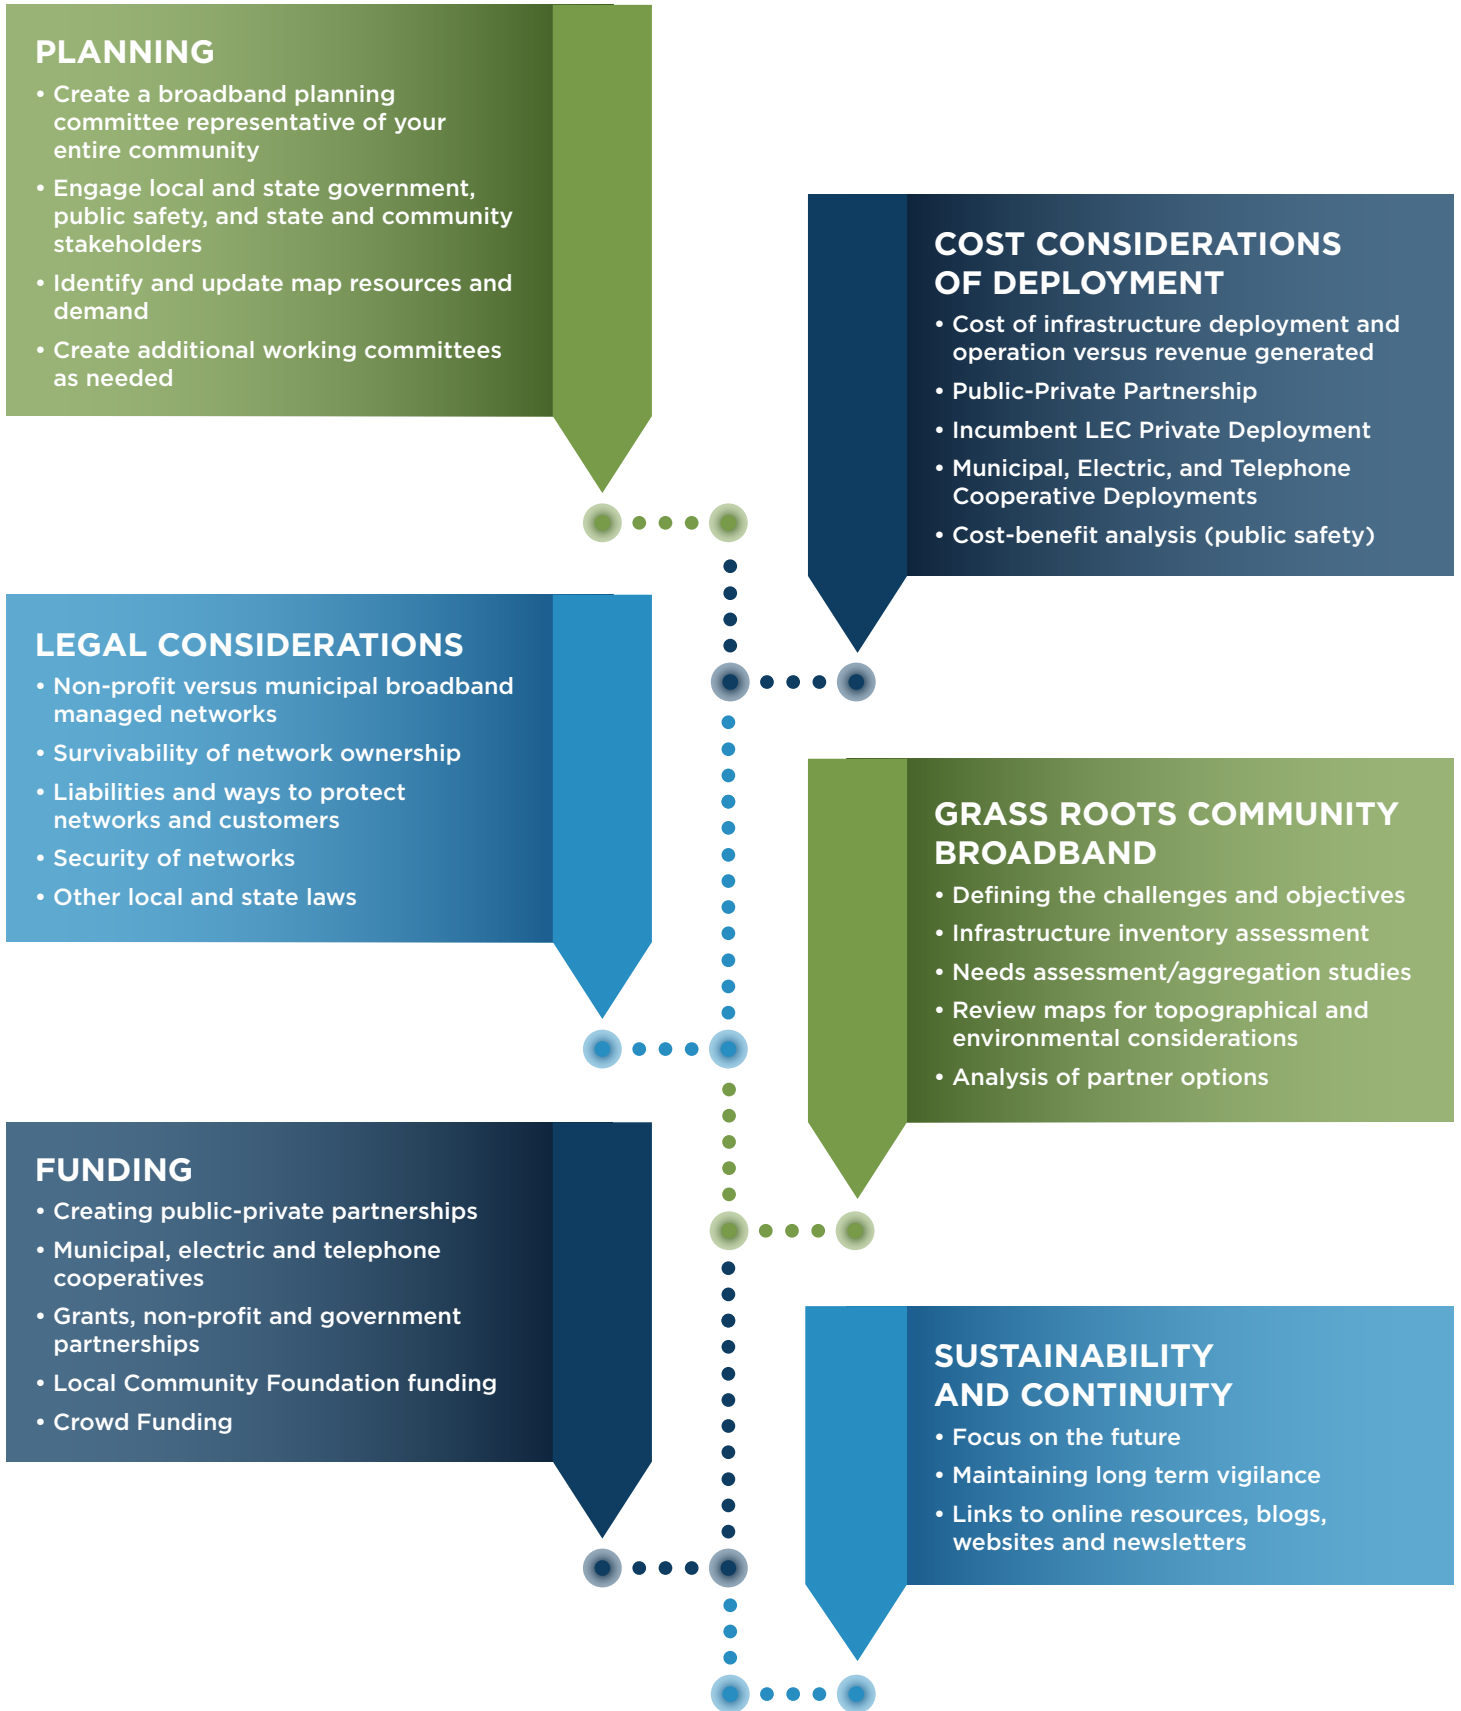 PLANNING
• Create a broadband planning
committee representative of your
entire community
• Engage local and state government,
public safety, and state and community
stakeholders
• Identify and update map resources and
demand
• Create additional working committees
as needed
COST CONSIDERATIONS
OF DEPLOYMENT
• Cost of infrastructure deployment and
operation versus revenue generated
• Public-Private Partnership
• Incumbent LEC Private Deployment
• Municipal, Electric, and Telephone
Cooperative Deployments
• Cost-benefit analysis (public safety)
LEGAL CONSIDERATIONS
• Non-profit versus municipal broadband
managed networks
• Survivability of network ownership
• Liabilities and ways to protect
networks and customers
• Security of networks
• Other local and state laws
GRASS ROOTS COMMUNITY
BROADBAND
• Defining the challenges and objectives
• Infrastructure inventory assessment
• Needs assessment/aggregation studies
• Review maps for topographical and
environmental considerations
• Analysis of partner options
FUNDING
• Creating public-private partnerships
• Municipal, electric and telephone
cooperatives
• Grants, non-profit and government
partnerships
• Local Community Foundation funding
• Crowd Funding
SUSTAINABILITY
AND CONTINUITY
• Focus on the future
• Maintaining long term vigilance
• Links to online resources, blogs,
websites and newsletters